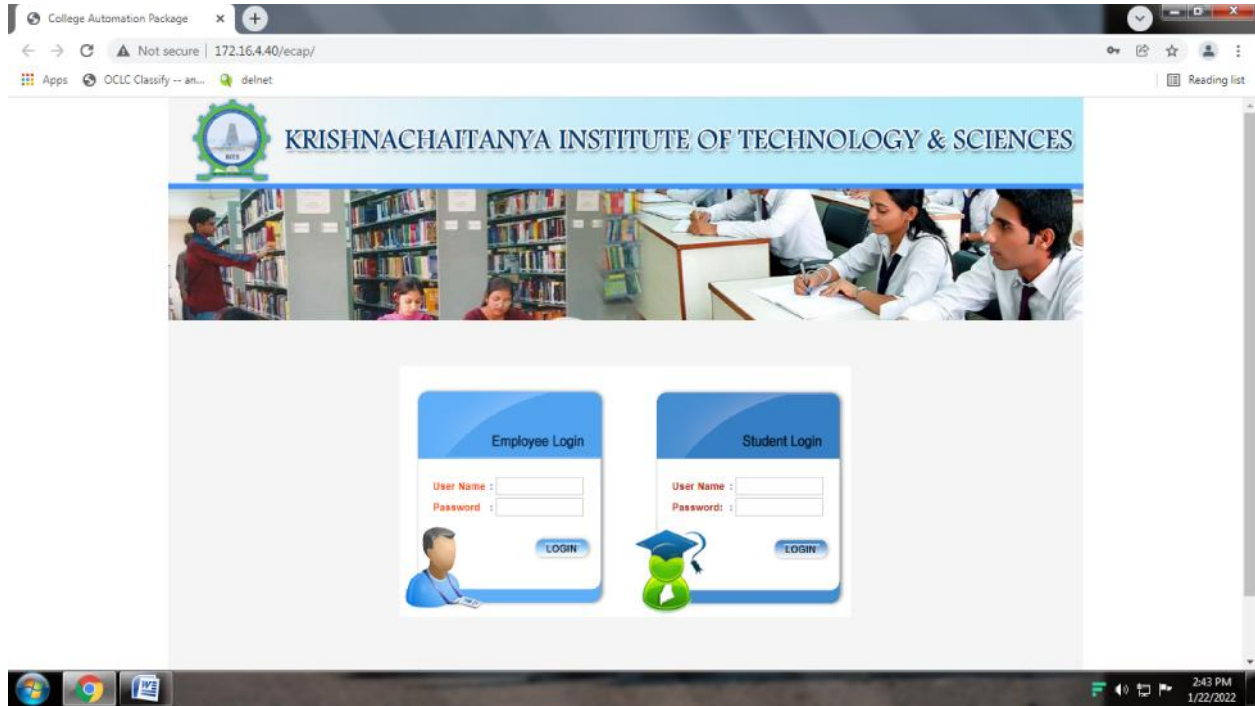 College Automation Package
Not secure | 172.16.4.40/ecap/
Apps OCLC Classify -- an... delnet Reading list
KITS
KRISHNACHAITANYA INSTITUTE OF TECHNOLOGY & SCIENCES
Employee Login
User Name :
Password :
LOGIN
Student Login
User Name :
Password: :
LOGIN
2:43 PM
1/22/2022